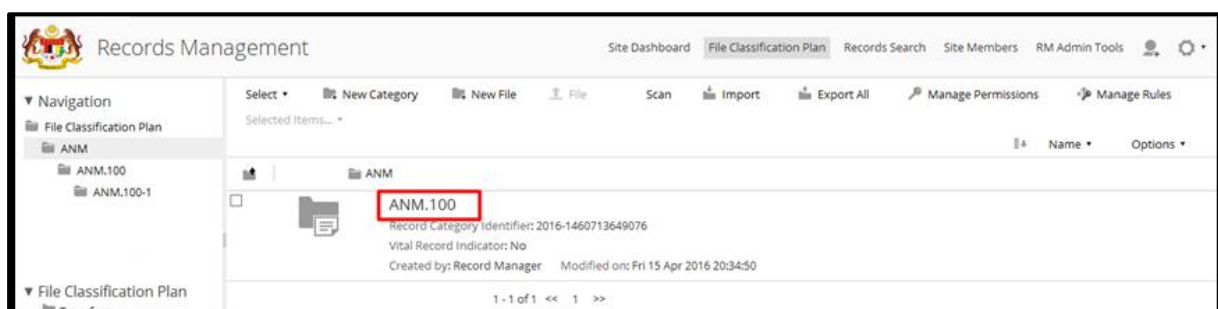 Records Management
Site Dashboard File Classification Plan Records Search Site Members RM Admin Tools
Navigation
File Classification Plan
ANM
ANM.100
ANM.100-1
File Classification Plan
Select New Category New File File Scan Import Export All Manage Permissions Manage Rules
Selected Items...
Name Options
ANM
ANM.100
Record Category Identifier: 2016-1460713649076
Vital Record Indicator: No
Created by: Record Manager Modified on: Fri 15 Apr 2016 20:34:50
1 - 1 of 1 << 1 >>